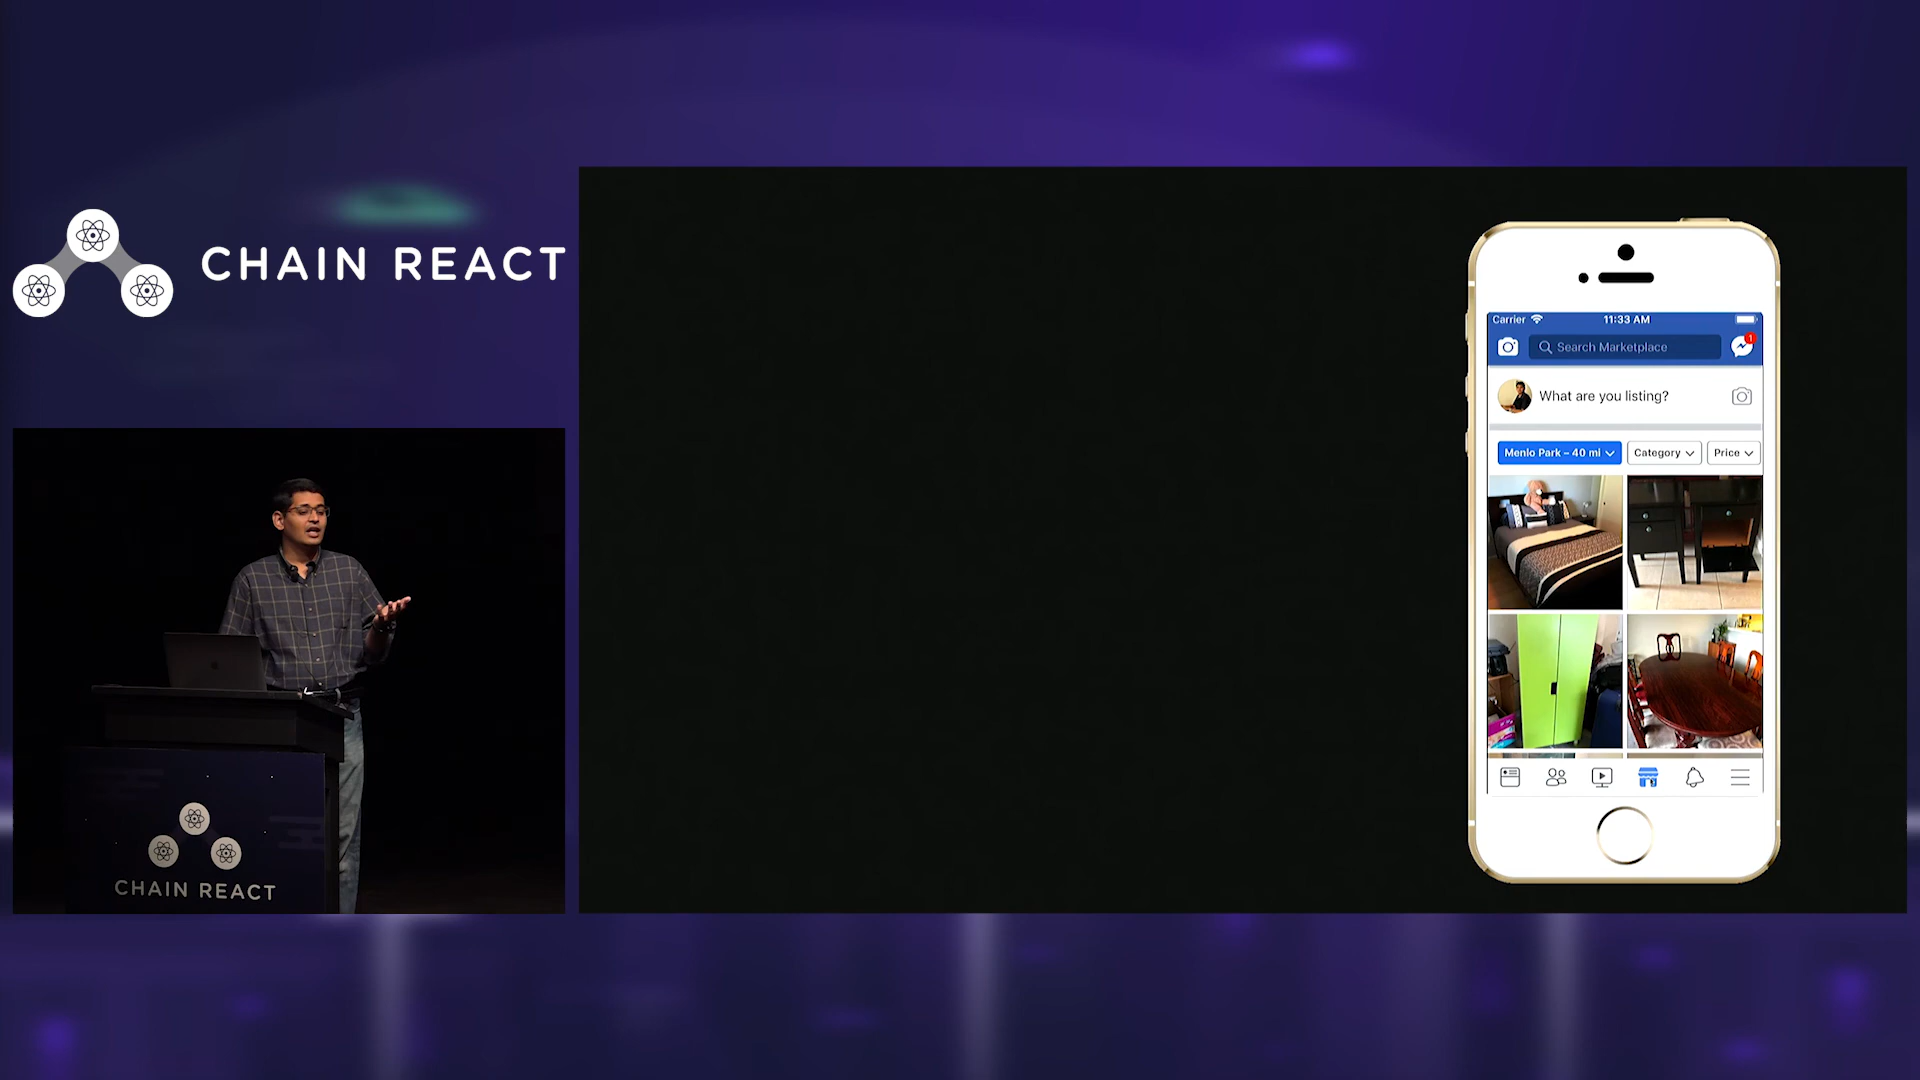 CHAIN REACT
Carrier 11:33 AM
Search Marketplace
1
What are you listing?
Menlo Park – 40 mi Category Price
CHAIN REACT